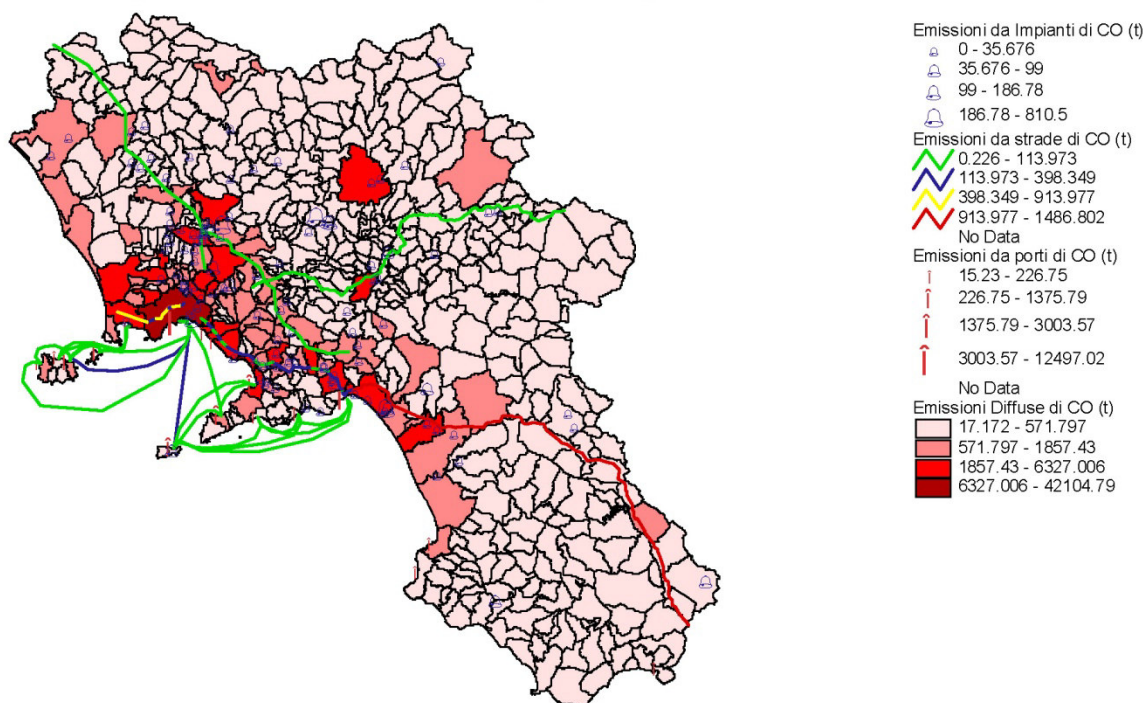 Emissioni da Impianti di CO (t)
0 - 35.676
35.676 - 99
99 - 186.78
186.78 - 810.5
Emissioni da strade di CO (t)
0.226 - 113.973
113.973 - 398.349
398.349 - 913.977
913.977 - 1486.802
No Data
Emissioni da porti di CO (t)
15.23 - 226.75
226.75 - 1375.79
1375.79 - 3003.57
3003.57 - 12497.02
No Data
Emissioni Diffuse di CO (t)
17.172 - 571.797
571.797 - 1857.43
1857.43 - 6327.006
6327.006 - 42104.79